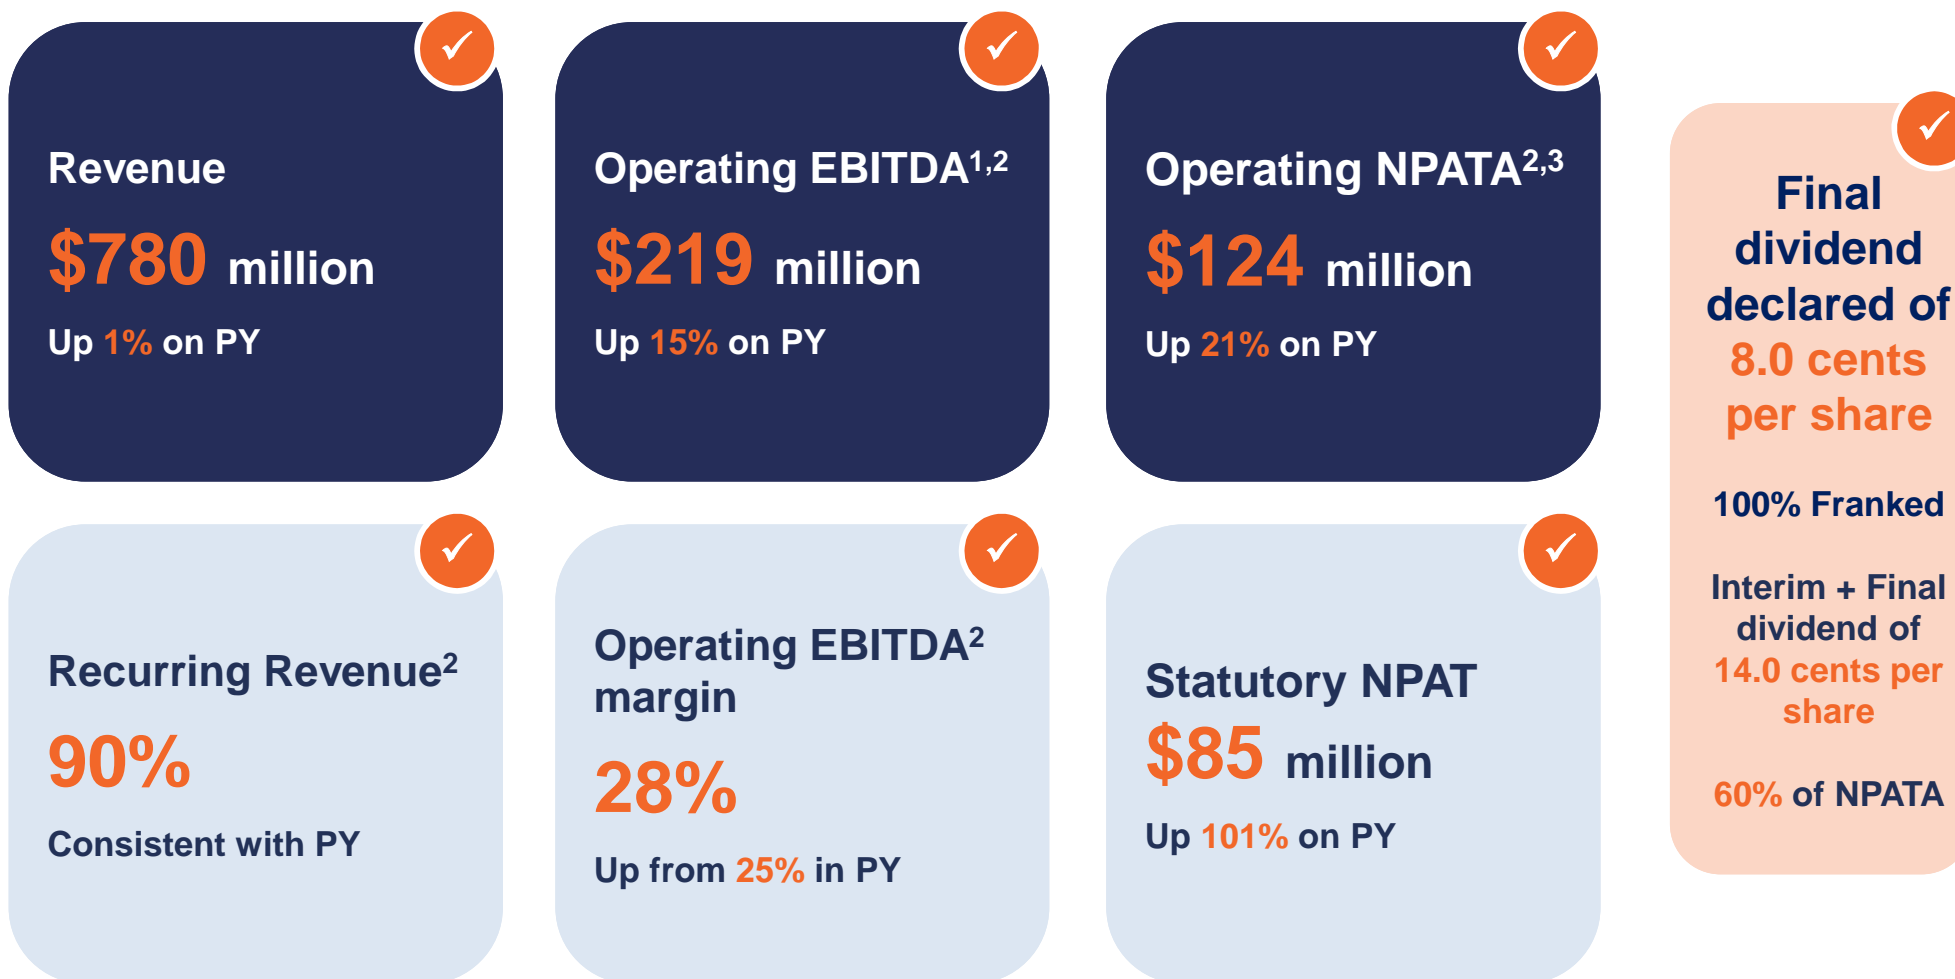 Revenue
$780 million
Up 1% on PY
Operating EBITDA¹,²
$219 million
Up 15% on PY
Operating NPATA²,³
$124 million
Up 21% on PY
Recurring Revenue²
90%
Consistent with PY
Operating EBITDA²
margin
28%
Up from 25% in PY
Statutory NPAT
$85 million
Up 101% on PY
Final
dividend
declared of
8.0 cents
per share
100% Franked
Interim + Final
dividend of
14.0 cents per
share
60% of NPATA